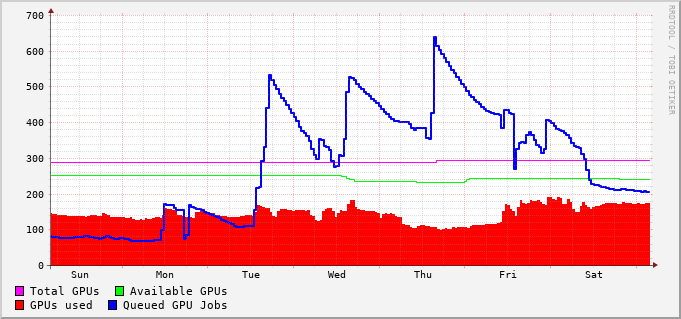 700
600
500
400
300
200
100
0
Sun Mon Tue Wed Thu Fri Sat
Total GPUs Available GPUs
GPUs used Queued GPU Jobs
RRDTOOL / TOBI OETIKER